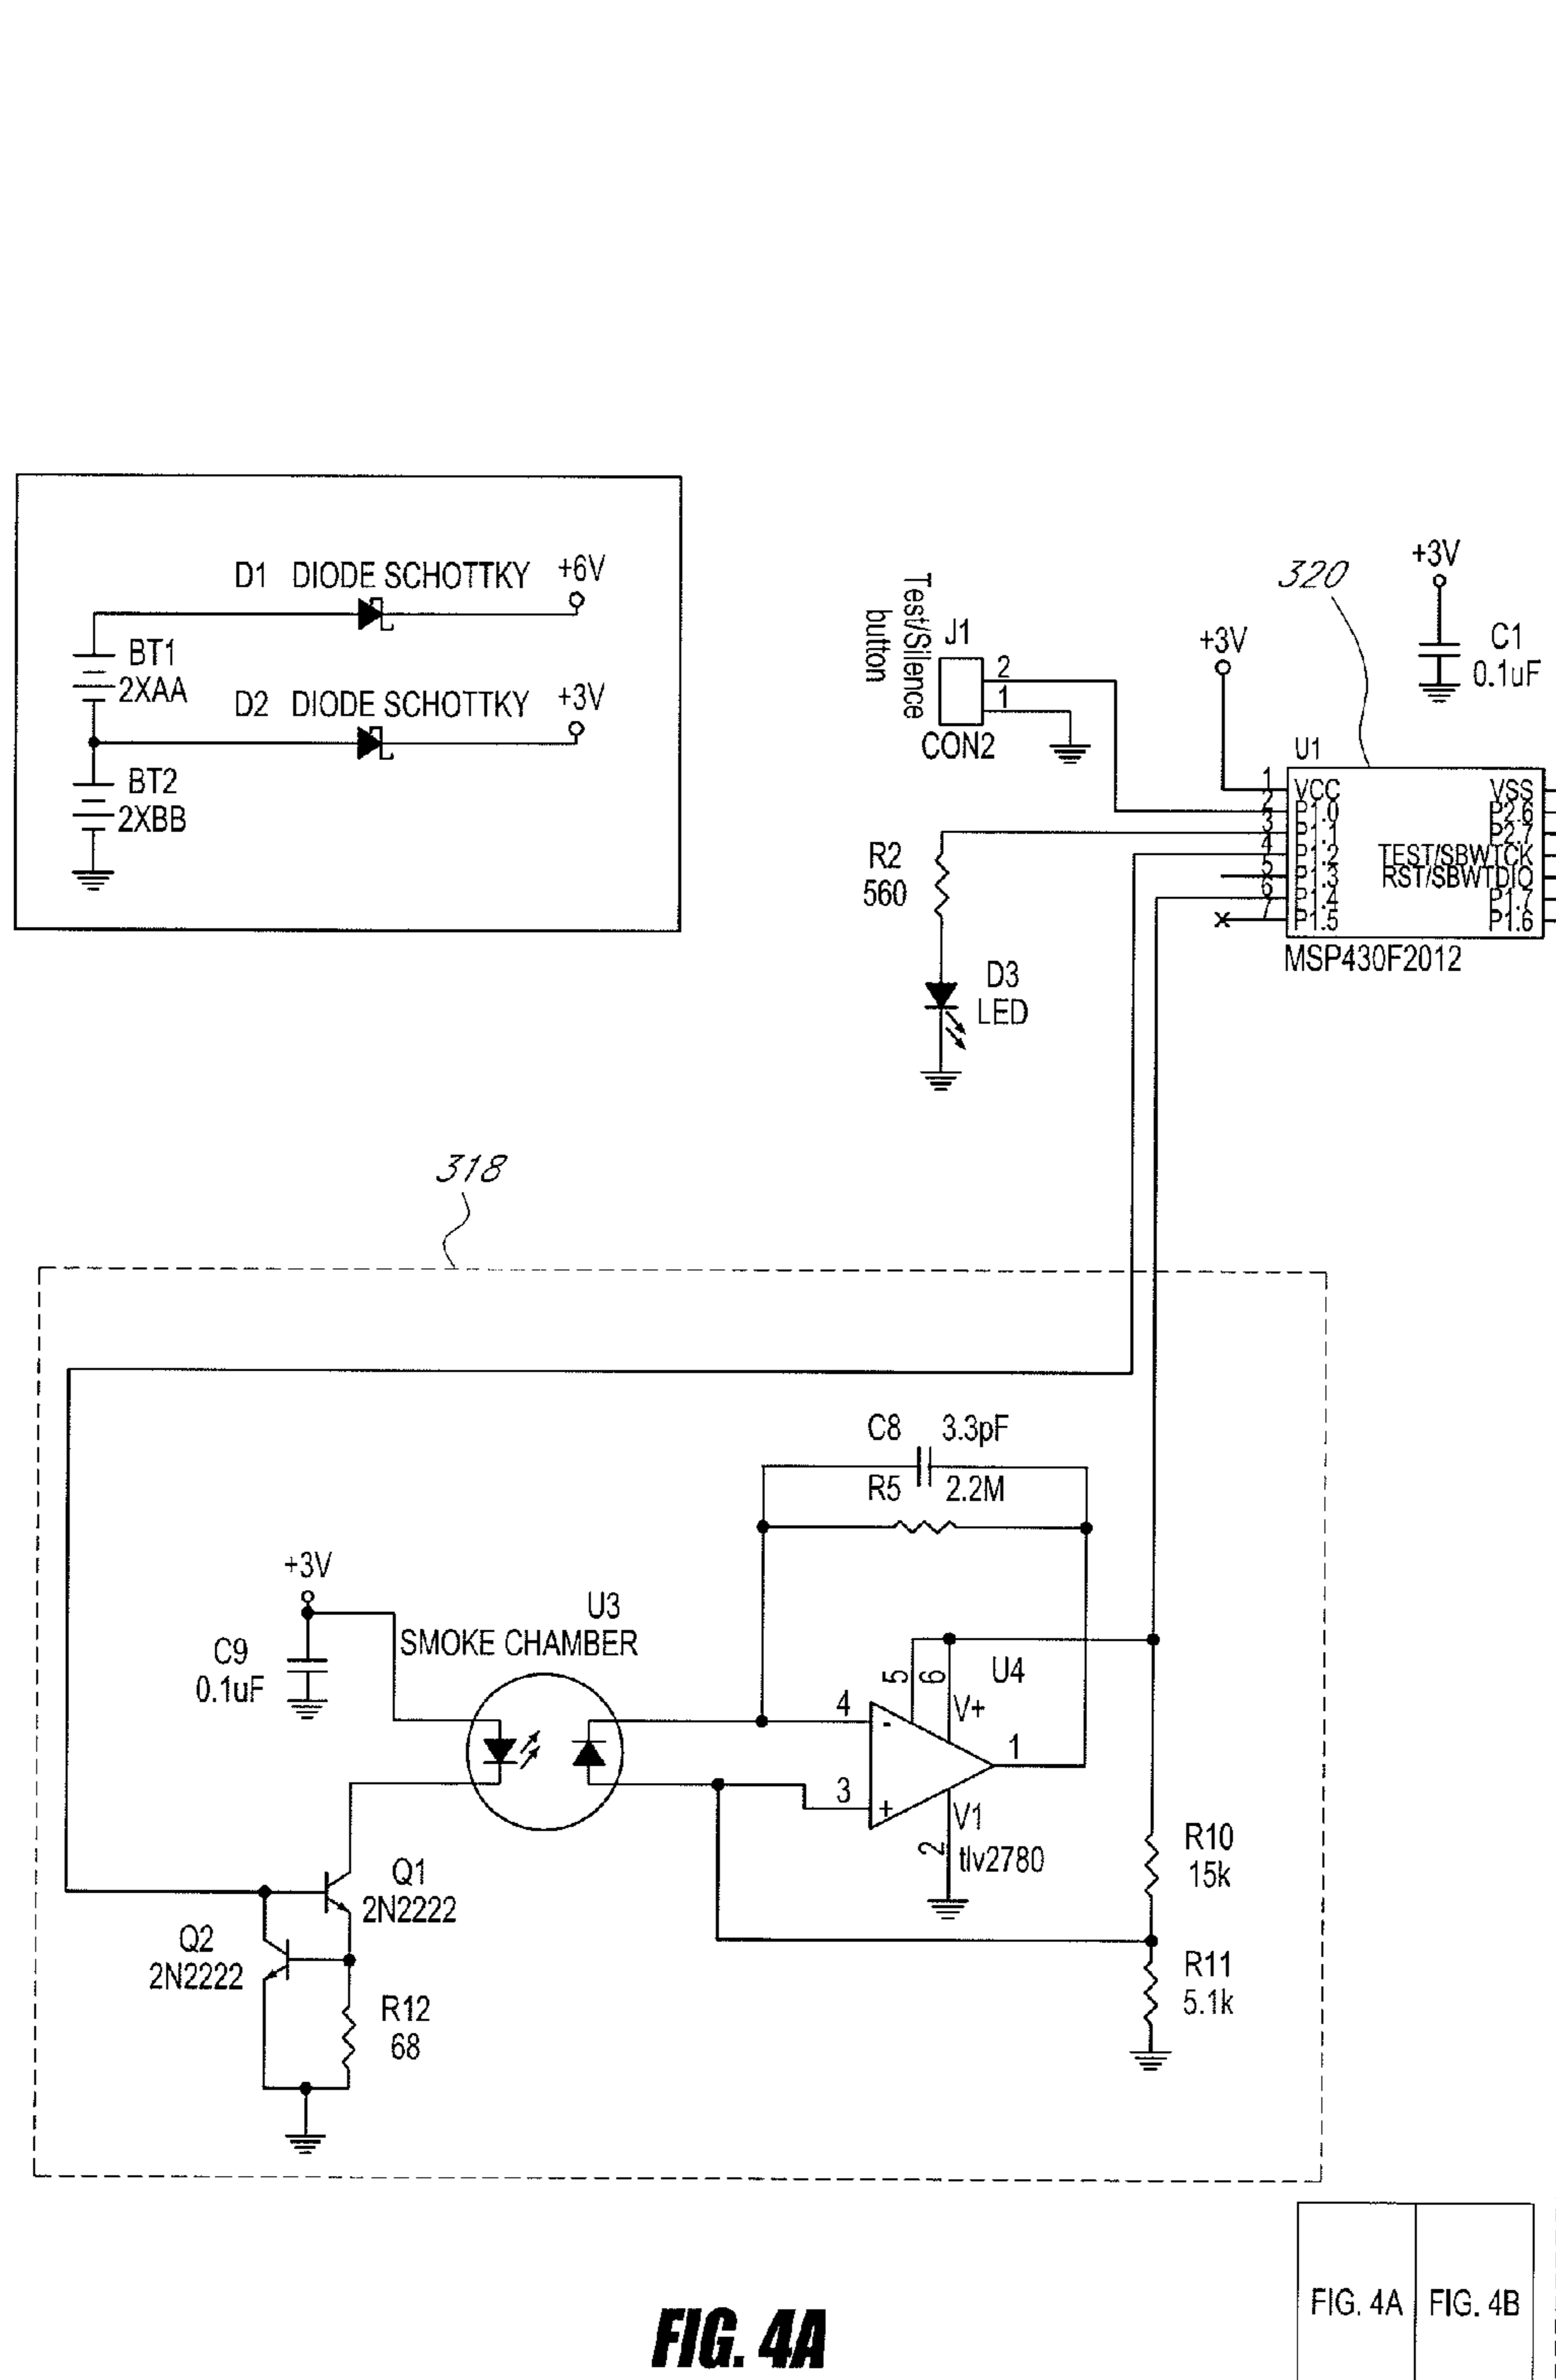 D1 DIODE SCHOTTKY +6V
BT1
2XAA
D2 DIODE SCHOTTKY +3V
BT2
2XBB
Test/Silence
button
J1
2
1
CON2
+3V
320
+3V
C1
0.1uF
U1
1 VCC VSS
2 P1.0 P2.6
3 P1.1 P2.7
4 P1.2 TEST/SBWTCK
5 P1.3 RST/SBWTDIO
6 P1.4 P1.7
7 P1.5 P1.6
MSP430F2012
R2
560
D3
LED
318
C8 3.3pF
R5 2.2M
+3V
C9
0.1uF
U3
SMOKE CHAMBER
5
6
U4
V+
4
-
1
3
+
V1
2
tlv2780
R10
15k
Q1
2N2222
Q2
2N2222
R11
5.1k
R12
68
FIG. 4A
FIG. 4A FIG. 4B